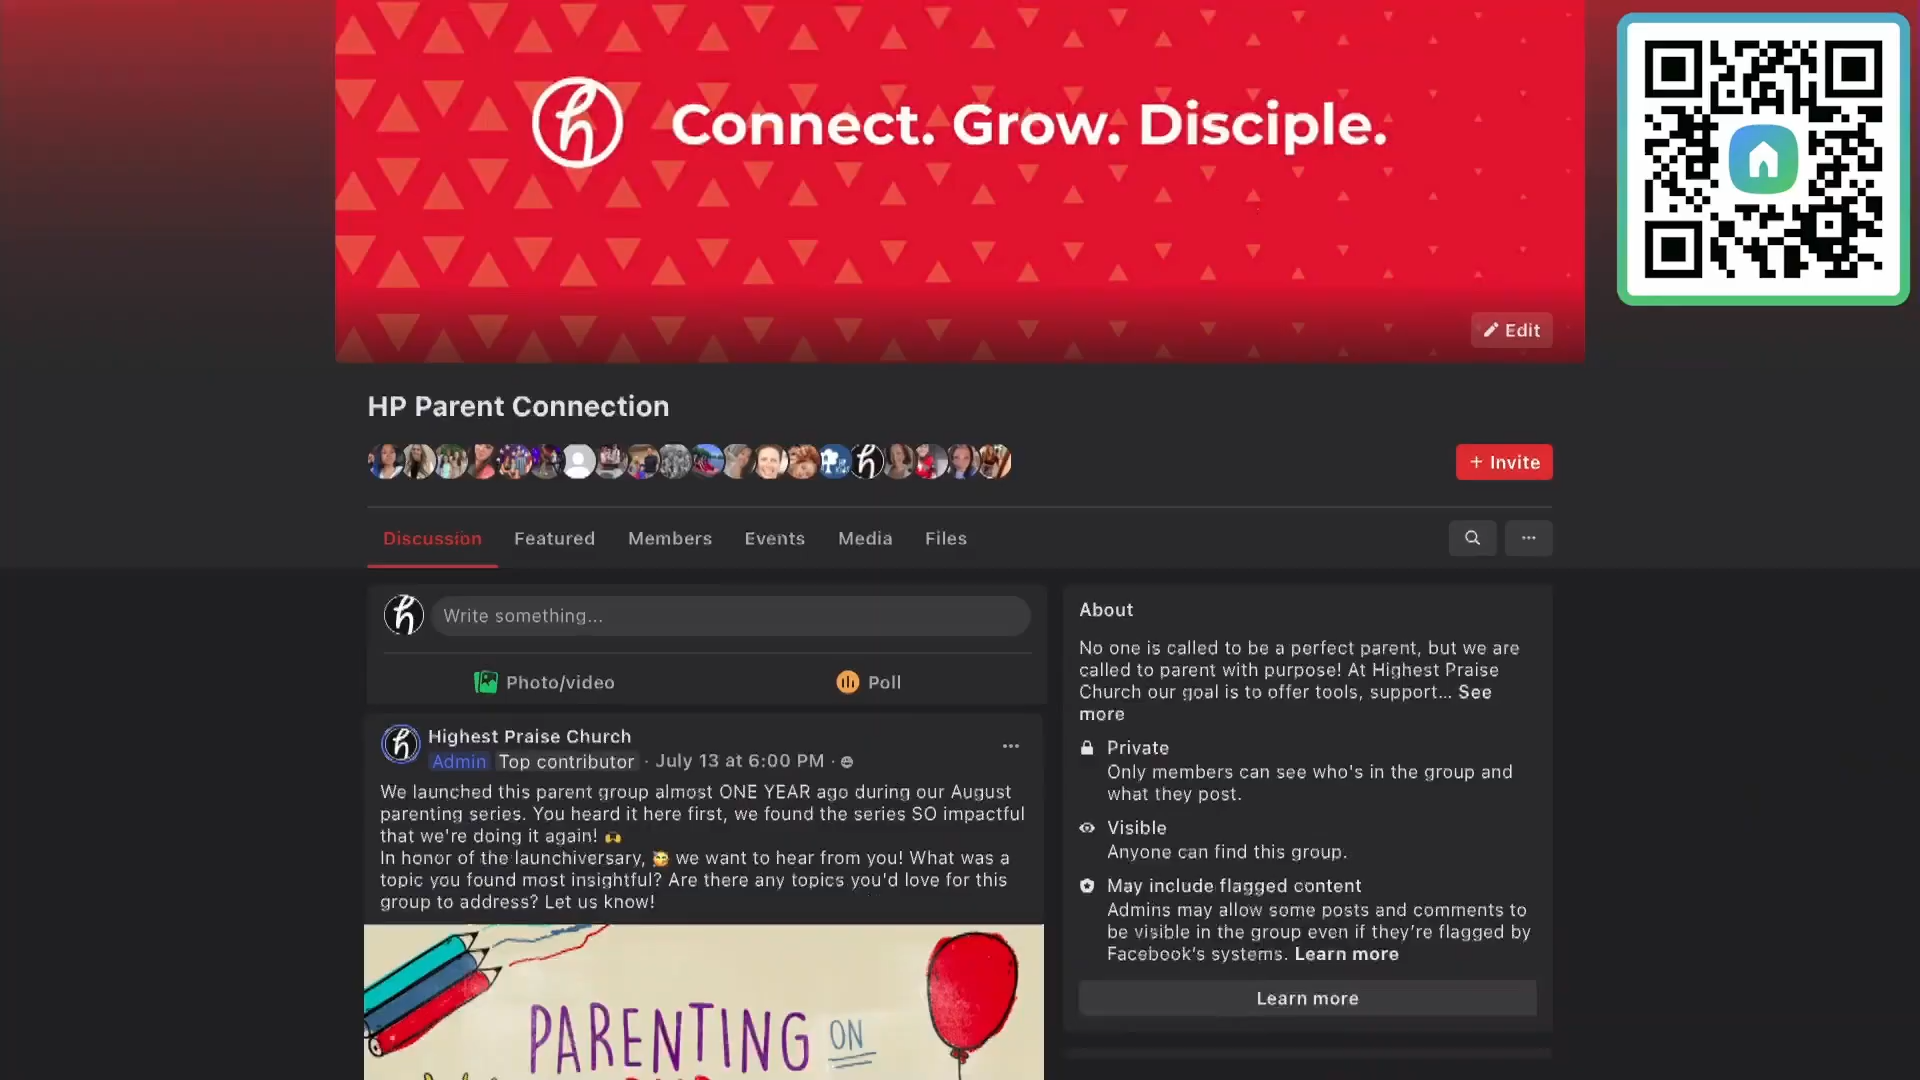 Connect. Grow. Disciple.
Edit
HP Parent Connection
+ Invite
Discussion
Featured
Members
Events
Media
Files
Write something...
Photo/video
Poll
Highest Praise Church
Admin Top contributor · July 13 at 6:00 PM ·
We launched this parent group almost ONE YEAR ago during our August
parenting series. You heard it here first, we found the series SO impactful
that we're doing it again! 🙌
In honor of the launchiversary, 🥳 we want to hear from you! What was a
topic you found most insightful? Are there any topics you'd love for this
group to address? Let us know!
PARENTING ON
About
No one is called to be a perfect parent, but we are
called to parent with purpose! At Highest Praise
Church our goal is to offer tools, support... See
more
Private
Only members can see who's in the group and
what they post.
Visible
Anyone can find this group.
May include flagged content
Admins may allow some posts and comments to
be visible in the group even if they’re flagged by
Facebook’s systems. Learn more
Learn more